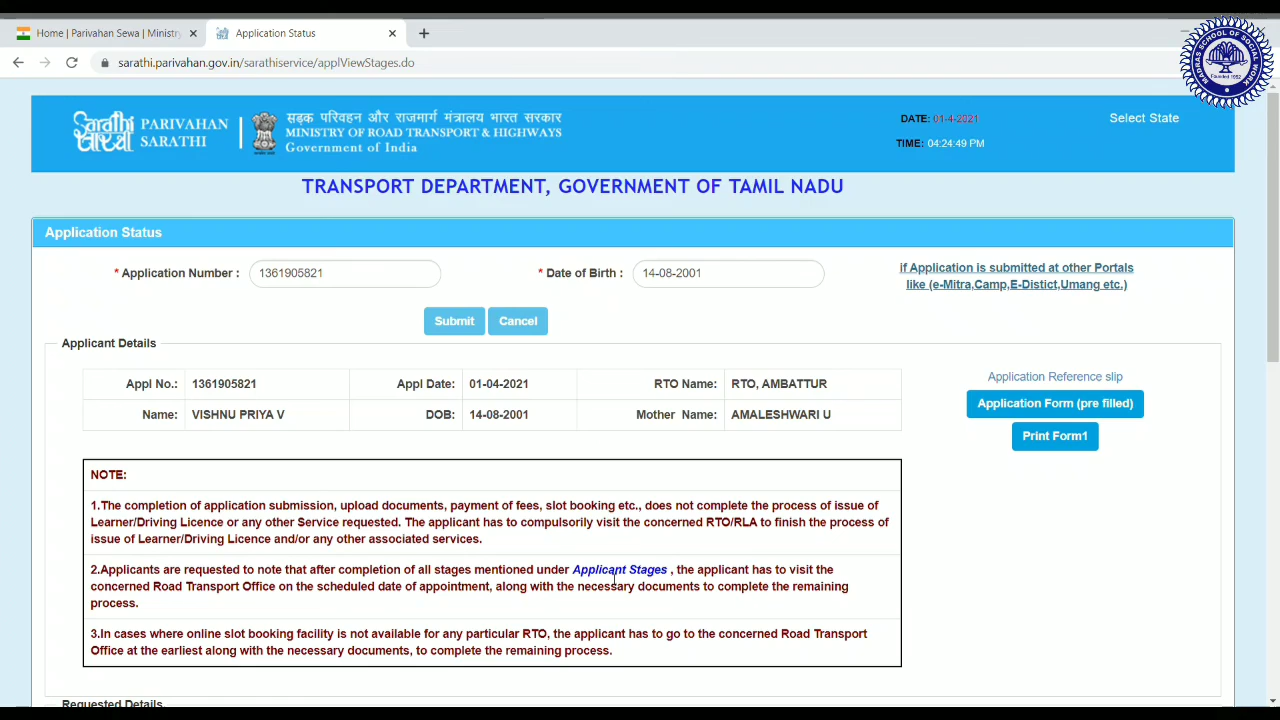 Home | Parivahan Sewa | Ministry
Application Status
sarathi.parivahan.gov.in/sarathiservice/applViewStages.do
MADRAS SCHOOL OF SOCIAL WORK
Founded 1952
Sarathi
सारथी
PARIVAHAN
SARATHI
सड़क परिवहन और राजमार्ग मंत्रालय भारत सरकार
MINISTRY OF ROAD TRANSPORT & HIGHWAYS
Government of India
DATE: 01-4-2021
TIME: 04:24:49 PM
Select State
TRANSPORT DEPARTMENT, GOVERNMENT OF TAMIL NADU
Application Status
* Application Number : 1361905821
* Date of Birth : 14-08-2001
if Application is submitted at other Portals
like (e-Mitra,Camp,E-Distict,Umang etc.)
Submit Cancel
Applicant Details
Appl No.: 1361905821 Appl Date: 01-04-2021 RTO Name: RTO, AMBATTUR
Name: VISHNU PRIYA V DOB: 14-08-2001 Mother Name: AMALESHWARI U
Application Reference slip
Application Form (pre filled)
Print Form1
NOTE:
1.The completion of application submission, upload documents, payment of fees, slot booking etc., does not complete the process of issue of
Learner/Driving Licence or any other Service requested. The applicant has to compulsorily visit the concerned RTO/RLA to finish the process of
issue of Learner/Driving Licence and/or any other associated services.
2.Applicants are requested to note that after completion of all stages mentioned under Applicant Stages , the applicant has to visit the
concerned Road Transport Office on the scheduled date of appointment, along with the necessary documents to complete the remaining
process.
3.In cases where online slot booking facility is not available for any particular RTO, the applicant has to go to the concerned Road Transport
Office at the earliest along with the necessary documents, to complete the remaining process.
Requested Details